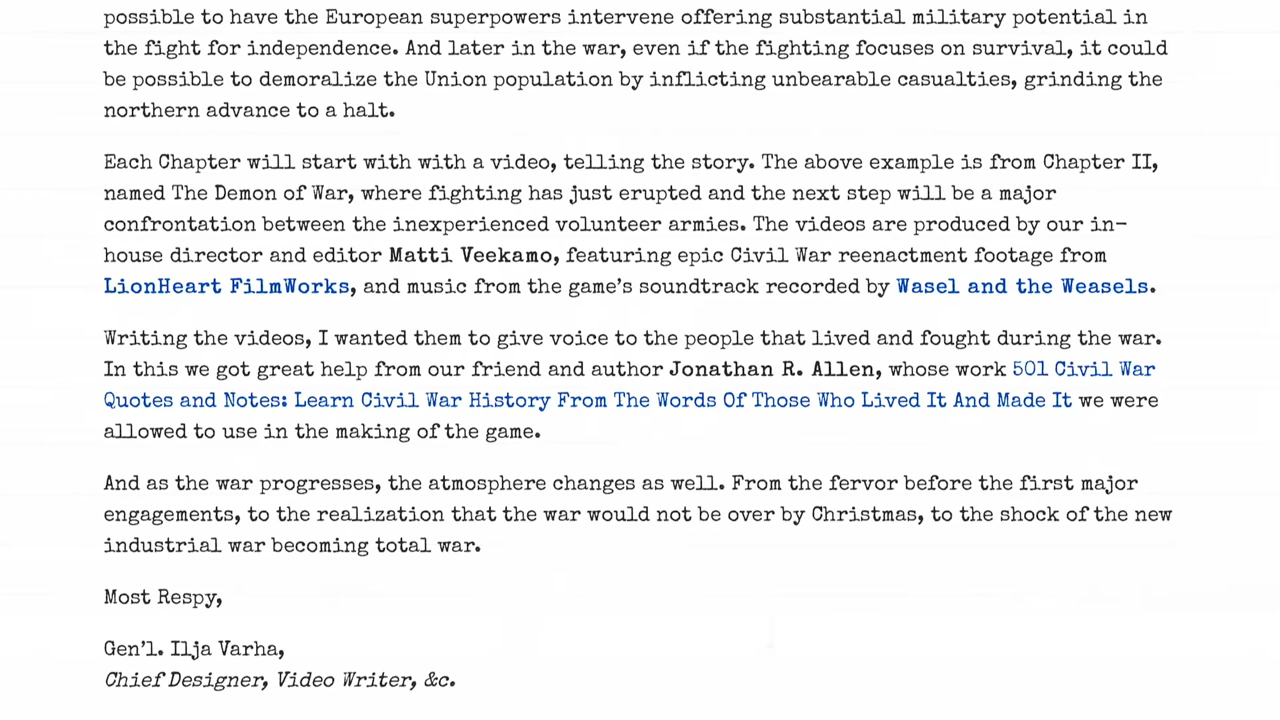 possible to have the European superpowers intervene offering substantial military potential in
the fight for independence. And later in the war, even if the fighting focuses on survival, it could
be possible to demoralize the Union population by inflicting unbearable casualties, grinding the
northern advance to a halt.
Each Chapter will start with with a video, telling the story. The above example is from Chapter II,
named The Demon of War, where fighting has just erupted and the next step will be a major
confrontation between the inexperienced volunteer armies. The videos are produced by our in-
house director and editor Matti Veekamo, featuring epic Civil War reenactment footage from
LionHeart FilmWorks, and music from the game's soundtrack recorded by Wasel and the Weasels.
Writing the videos, I wanted them to give voice to the people that lived and fought during the war.
In this we got great help from our friend and author Jonathan R. Allen, whose work 501 Civil War
Quotes and Notes: Learn Civil War History From The Words Of Those Who Lived It And Made It we were
allowed to use in the making of the game.
And as the war progresses, the atmosphere changes as well. From the fervor before the first major
engagements, to the realization that the war would not be over by Christmas, to the shock of the new
industrial war becoming total war.
Most Respy,
Gen'l. Ilja Varha,
Chief Designer, Video Writer, &c.